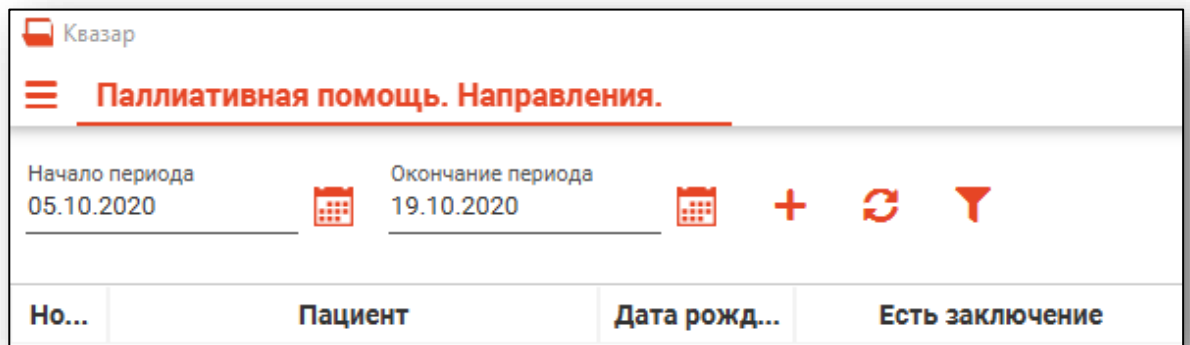 Квазар
Паллиативная помощь. Направления.
Начало периода Окончание периода
05.10.2020 19.10.2020
Но... Пациент Дата рожд... Есть заключение